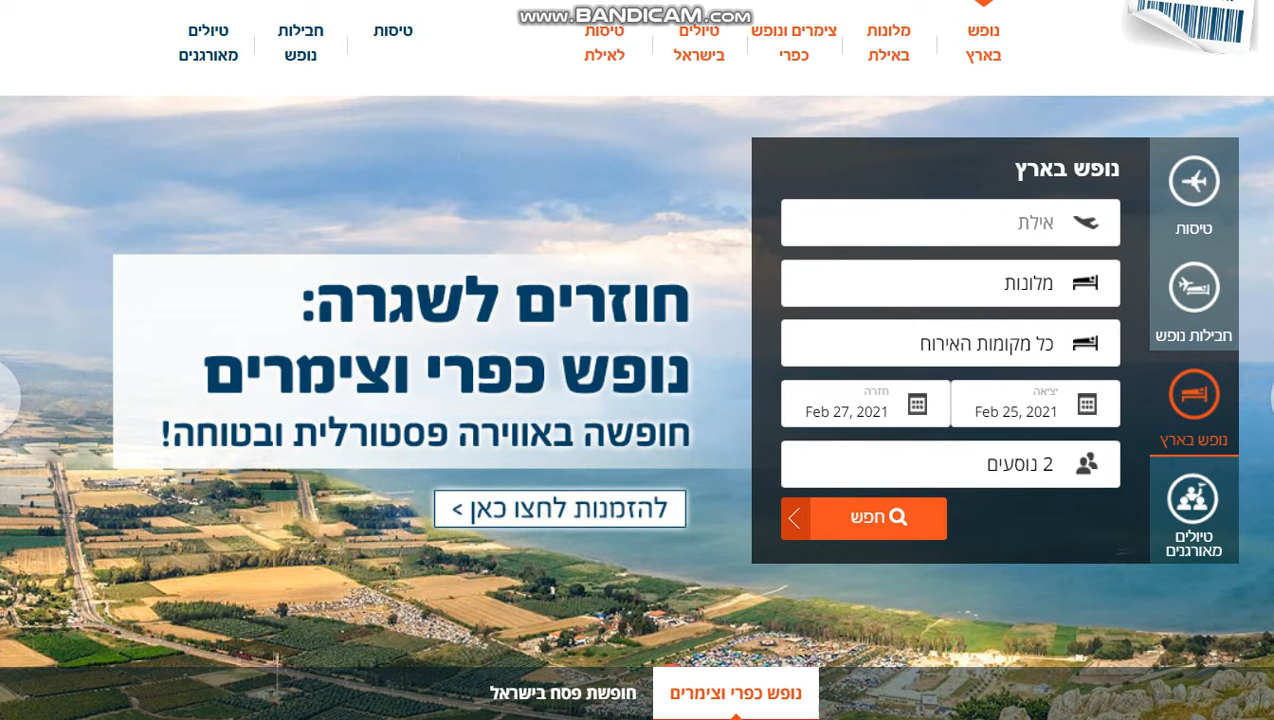 www.BANDICAM.com
נופש
בארץ
מלונות
באילת
צימרים ונופש
כפרי
טיולים
בישראל
טיסות
לאילת
טיסות
חבילות
נופש
טיולים
מאורגנים
טיסות
חבילות נופש
נופש בארץ
טיולים
מאורגנים
נופש בארץ
אילת
מלונות
כל מקומות האירוח
יציאה
Feb 25, 2021
חזרה
Feb 27, 2021
2 נוסעים
חפש
חוזרים לשגרה:
נופש כפרי וצימרים
חופשה באווירה פסטורלית ובטוחה!
להזמנות לחצו כאן >
נופש כפרי וצימרים
חופשת פסח בישראל